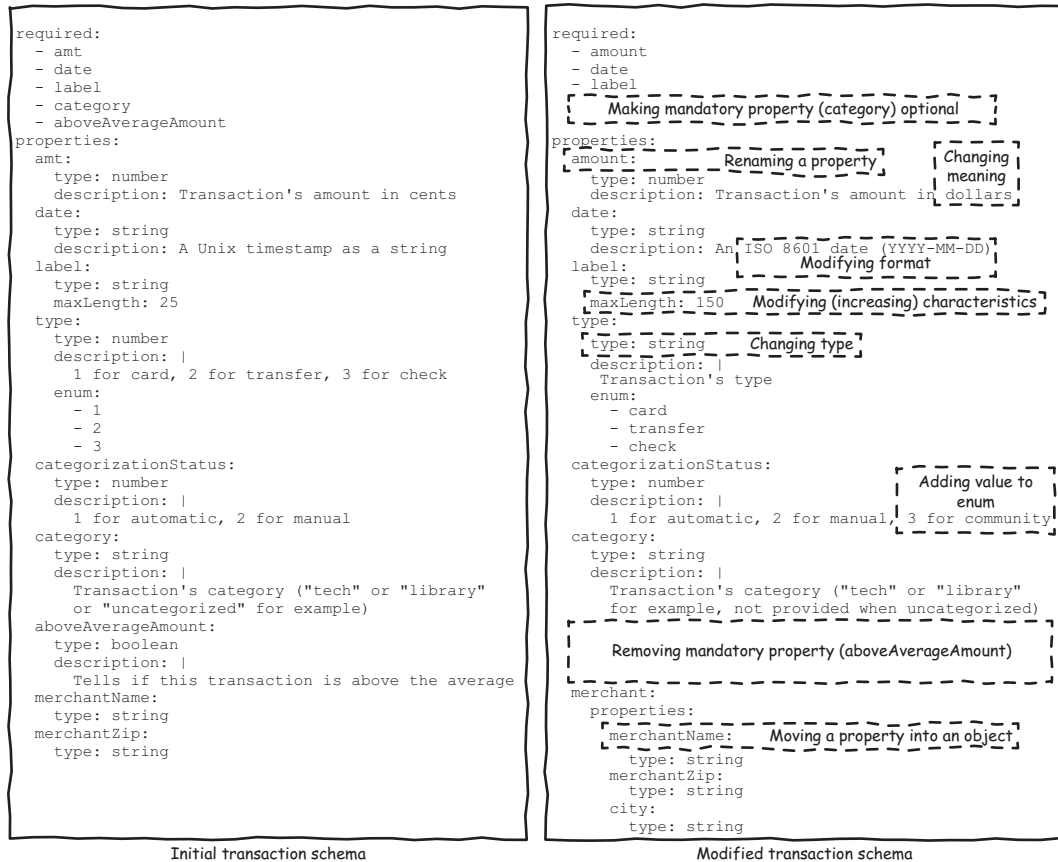 required:
- amt
- date
- label
- category
- aboveAverageAmount
properties:
amt:
type: number
description: Transaction's amount in cents
date:
type: string
description: A Unix timestamp as a string
label:
type: string
maxLength: 25
type:
type: number
description: |
1 for card, 2 for transfer, 3 for check
enum:
- 1
- 2
- 3
categorizationStatus:
type: number
description: |
1 for automatic, 2 for manual
category:
type: string
description: |
Transaction's category ("tech" or "library"
or "uncategorized" for example)
aboveAverageAmount:
type: boolean
description: |
Tells if this transaction is above the average
merchantName:
type: string
merchantZip:
type: string
Initial transaction schema
required:
- amount
- date
- label
Making mandatory property (category) optional
properties:
amount:
Renaming a property
Changing
meaning
type: number
description: Transaction's amount in dollars
date:
type: string
description: An ISO 8601 date (YYYY-MM-DD)
Modifying format
label:
type: string
maxLength: 150
Modifying (increasing) characteristics
type:
type: string
Changing type
description: |
Transaction's type
enum:
- card
- transfer
- check
categorizationStatus:
type: number
description: |
Adding value to
enum
1 for automatic, 2 for manual, 3 for community
category:
type: string
description: |
Transaction's category ("tech" or "library"
for example, not provided when uncategorized)
Removing mandatory property (aboveAverageAmount)
merchant:
properties:
merchantName:
Moving a property into an object
type: string
merchantZip:
type: string
city:
type: string
Modified transaction schema